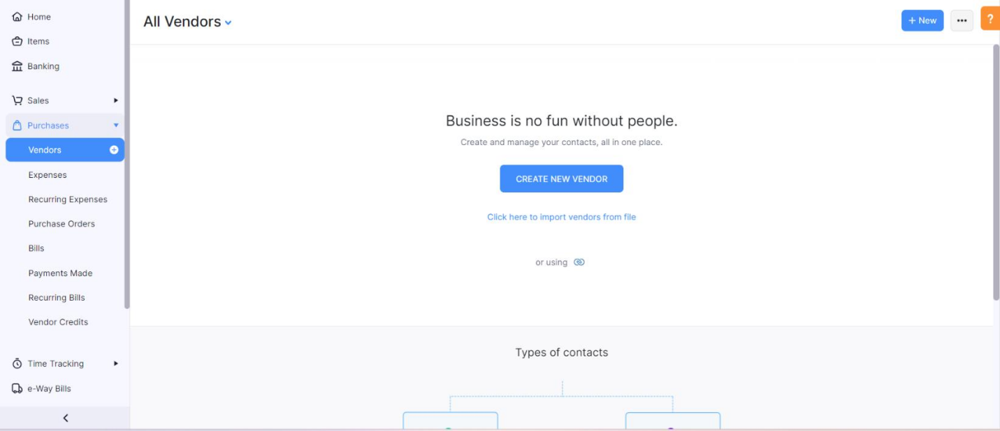 Home
Items
Banking
Sales
Purchases
Vendors
Expenses
Recurring Expenses
Purchase Orders
Bills
Payments Made
Recurring Bills
Vendor Credits
Time Tracking
e-Way Bills
All Vendors
+ New
?
Business is no fun without people.
Create and manage your contacts, all in one place.
CREATE NEW VENDOR
Click here to import vendors from file
or using
Types of contacts